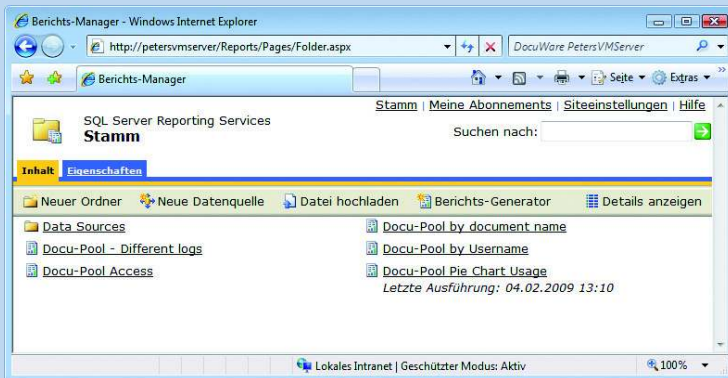 Berichts-Manager - Windows Internet Explorer
http://petersvmserver/Reports/Pages/Folder.aspx
DocuWare PetersVMServer
Berichts-Manager
Seite
Extras
Stamm | Meine Abonnements | Siteeinstellungen | Hilfe
SQL Server Reporting Services
Stamm
Suchen nach:
Inhalt Eigenschaften
Neuer Ordner Neue Datenquelle Datei hochladen Berichts-Generator Details anzeigen
Data Sources
Docu-Pool by document name
Docu-Pool - Different logs
Docu-Pool by Username
Docu-Pool Access
Docu-Pool Pie Chart Usage
Letzte Ausführung: 04.02.2009 13:10
Lokales Intranet | Geschützter Modus: Aktiv
100%